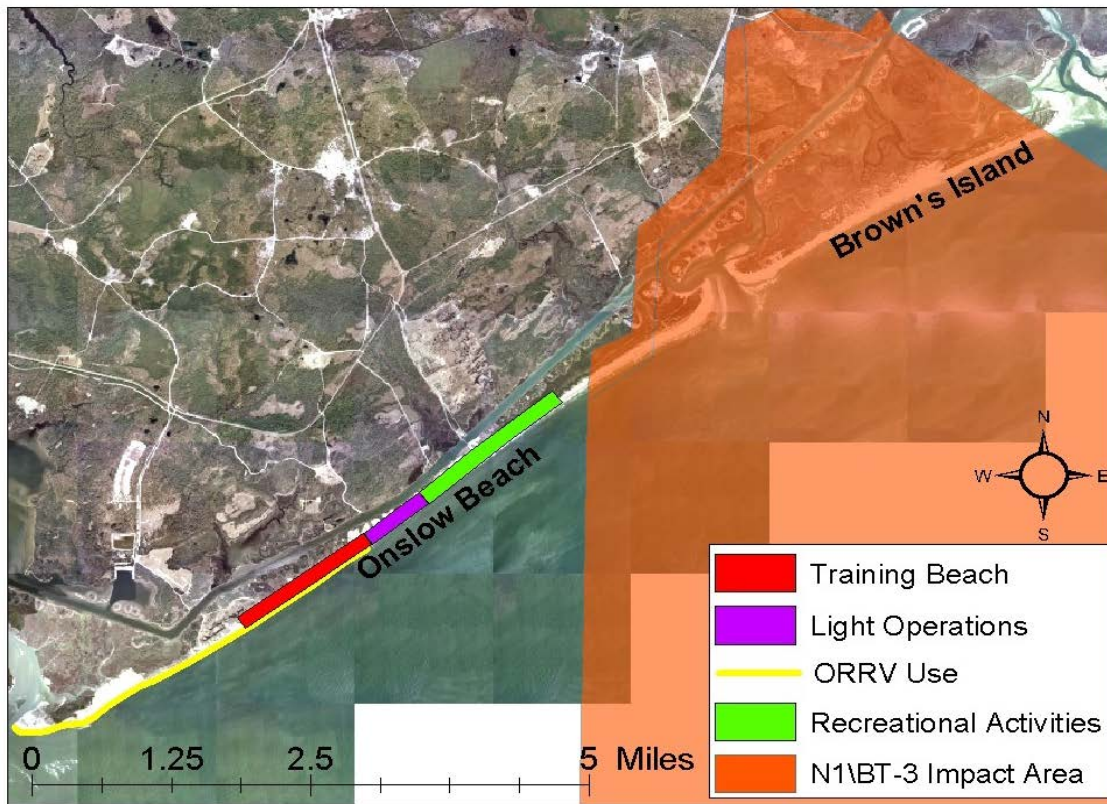 Brown's Island
Onslow Beach
N
W E
S
Training Beach
Light Operations
ORRV Use
Recreational Activities
N1\BT-3 Impact Area
0 1.25 2.5 5 Miles